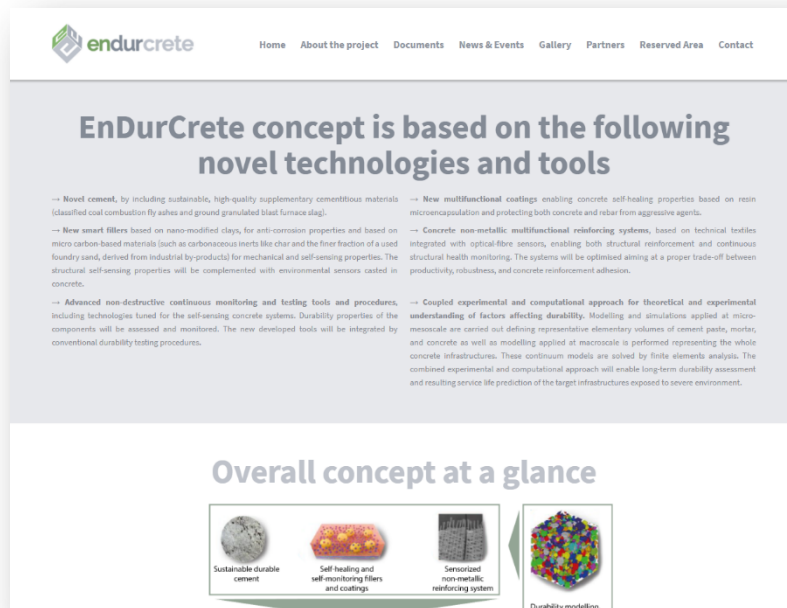 endurcrete
Home About the project Documents News & Events Gallery Partners Reserved Area Contact
EnDurCrete concept is based on the following
novel technologies and tools
→ Novel cement, by including sustainable, high-quality supplementary cementitious materials
(classified coal combustion fly ashes and ground granulated blast furnace slag).
→ New smart fillers based on nano-modified clays, for anti-corrosion properties and based on
micro carbon-based materials (such as carbonaceous inerts like char and the finer fraction of a used
foundry sand, derived from industrial by-products) for mechanical and self-sensing properties. The
structural self-sensing properties will be complemented with environmental sensors casted in
concrete.
→ Advanced non-destructive continuous monitoring and testing tools and procedures,
including technologies tuned for the self-sensing concrete systems. Durability properties of the
components will be assessed and monitored. The new developed tools will be integrated by
conventional durability testing procedures.
→ New multifunctional coatings enabling concrete self-healing properties based on resin
microencapsulation and protecting both concrete and rebar from aggressive agents.
→ Concrete non-metallic multifunctional reinforcing systems, based on technical textiles
integrated with optical-fibre sensors, enabling both structural reinforcement and continuous
structural health monitoring. The systems will be optimised aiming at a proper trade-off between
productivity, robustness, and concrete reinforcement adhesion.
→ Coupled experimental and computational approach for theoretical and experimental
understanding of factors affecting durability. Modelling and simulations applied at micro-
mesoscale are carried out defining representative elementary volumes of cement paste, mortar,
and concrete as well as modelling applied at macroscale is performed representing the whole
concrete infrastructures. These continuum models are solved by finite elements analysis. The
combined experimental and computational approach will enable long-term durability assessment
and resulting service life prediction of the target infrastructures exposed to severe environment.
Overall concept at a glance
Sustainable durable
cement
Self-healing and
self-monitoring fillers
and coatings
Sensorized
non-metallic
reinforcing system
Durability modelling